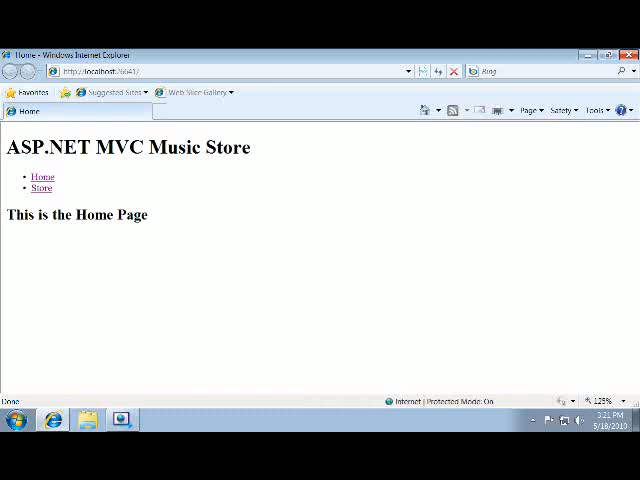 Home - Windows Internet Explorer
http://localhost:26641/
Bing
Favorites Suggested Sites Web Slice Gallery
Home
Page Safety Tools
ASP.NET MVC Music Store
Home
Store
This is the Home Page
Done
Internet | Protected Mode: On
125%
3:21 PM
5/18/2010